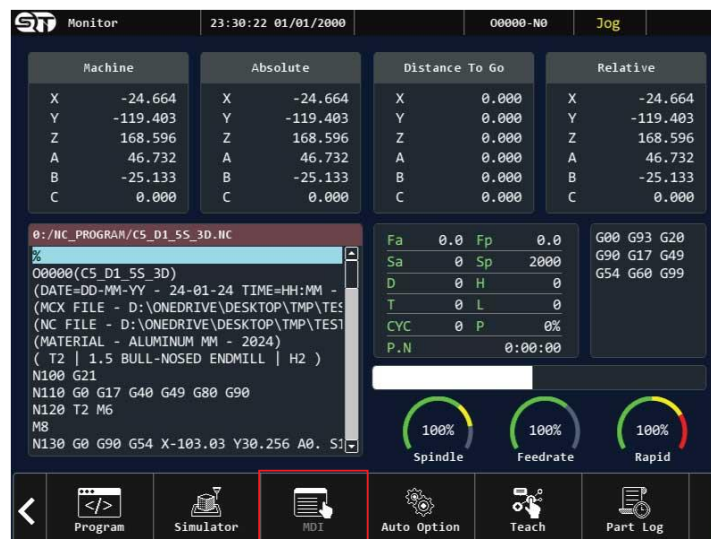 Monitor 23:30:22 01/01/2000 O0000-N0 Jog
Machine Absolute Distance To Go Relative
X -24.664 X -24.664 X 0.000 X -24.664
Y -119.403 Y -119.403 Y 0.000 Y -119.403
Z 168.596 Z 168.596 Z 0.000 Z 168.596
A 46.732 A 46.732 A 0.000 A 46.732
B -25.133 B -25.133 B 0.000 B -25.133
C 0.000 C 0.000 C 0.000 C 0.000
0:/NC_PROGRAM/C5_D1_5S_3D.NC
%
O0000(C5_D1_5S_3D)
(DATE=DD-MM-YY - 24-01-24 TIME=HH:MM -
(MCX FILE - D:\ONEDRIVE\DESKTOP\TMP\TES
(NC FILE - D:\ONEDRIVE\DESKTOP\TMP\TEST
(MATERIAL - ALUMINUM MM - 2024)
( T2 | 1.5 BULL-NOSED ENDMILL | H2 )
N100 G21
N110 G0 G17 G40 G49 G80 G90
N120 T2 M6
M8
N130 G0 G90 G54 X-103.03 Y30.256 A0. S1
Fa 0.0 Fp 0.0
Sa 0 Sp 2000
D 0 H 0
T 0 L 0
CYC 0 P 0%
P.N 0:00:00
G00 G93 G20
G90 G17 G49
G54 G60 G99
100% 100% 100%
Spindle Feedrate Rapid
Program Simulator MDI Auto Option Teach Part Log